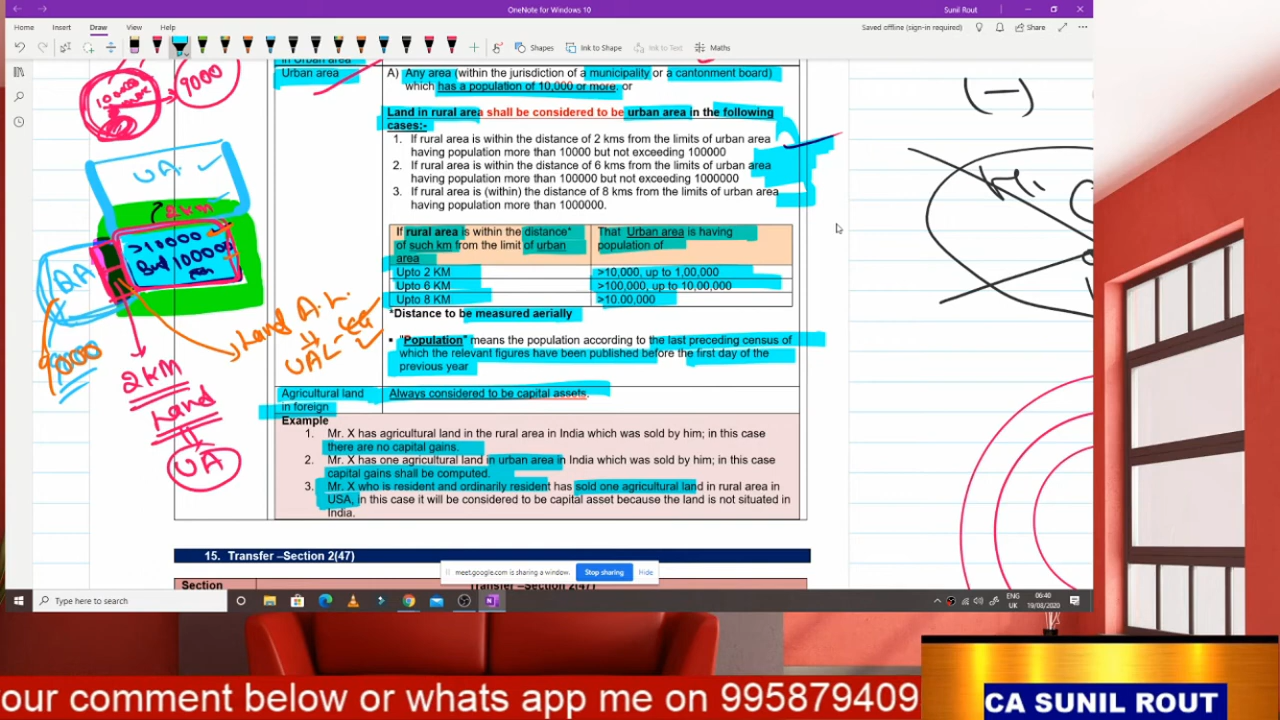 OneNote for Windows 10
Sunil Rout
Home Insert Draw View Help
Saved offline (sign-in required)
Share
Shapes
Ink to Shape
Ink to Text
Maths
in Urban area
Urban area
A) Any area (within the jurisdiction of a municipality or a cantonment board)
which has a population of 10,000 or more. or
Land in rural area shall be considered to be urban area in the following
cases:-
1. If rural area is within the distance of 2 kms from the limits of urban area
having population more than 10000 but not exceeding 100000
2. If rural area is within the distance of 6 kms from the limits of urban area
having population more than 100000 but not exceeding 1000000
3. If rural area is (within) the distance of 8 kms from the limits of urban area
having population more than 1000000.
If rural area is within the distance*
of such km from the limit of urban
area
That Urban area is having
population of
Upto 2 KM >10,000, up to 1,00,000
Upto 6 KM >100,000, up to 10,00,000
Upto 8 KM >10.00,000
*Distance to be measured aerially
• "Population" means the population according to the last preceding census of
which the relevant figures have been published before the first day of the
previous year
Agricultural land
in foreign
Always considered to be capital assets.
Example
1. Mr. X has agricultural land in the rural area in India which was sold by him; in this case
there are no capital gains.
2. Mr. X has one agricultural land in urban area in India which was sold by him; in this case
capital gains shall be computed.
3. Mr. X who is resident and ordinarily resident has sold one agricultural land in rural area in
USA, in this case it will be considered to be capital asset because the land is not situated in
India.
15. Transfer –Section 2(47)
Section Transfer –Section 2(47)
9000
UA
2KM
>10000
But 100000
RA
9000
2KM
Land
UA
Land A.L.
UAL
(-)
meet.google.com is sharing a window.
Stop sharing
Hide
Type here to search
ENG
UK
06:40
19/08/2020
your comment below or whats app me on 995879409
CA SUNIL ROUT